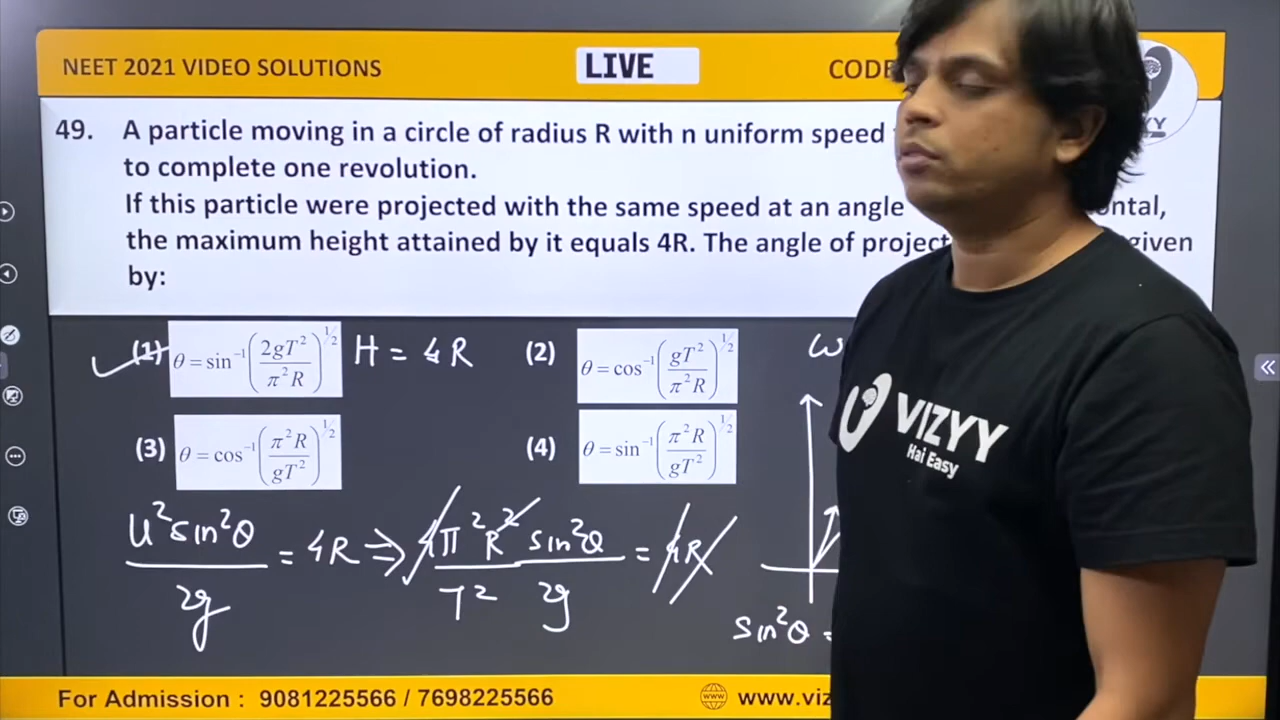 NEET 2021 VIDEO SOLUTIONS LIVE CODE
49. A particle moving in a circle of radius R with n uniform speed
to complete one revolution.
If this particle were projected with the same speed at an angle ontal,
the maximum height attained by it equals 4R. The angle of project given
by:
(1) θ = sin⁻¹(2gT²/π²R)^1/2 H = 4R (2) θ = cos⁻¹(gT²/π²R)^1/2 ω
(3) θ = cos⁻¹(π²R/gT²)^1/2 (4) θ = sin⁻¹(π²R/gT²)^1/2
VIZYY
Hai Easy
u²sin²θ/2g = 4R ⇒ 4π²R² sin²θ/T² 2g = 4R
sin²θ =
For Admission : 9081225566 / 7698225566 www.viz